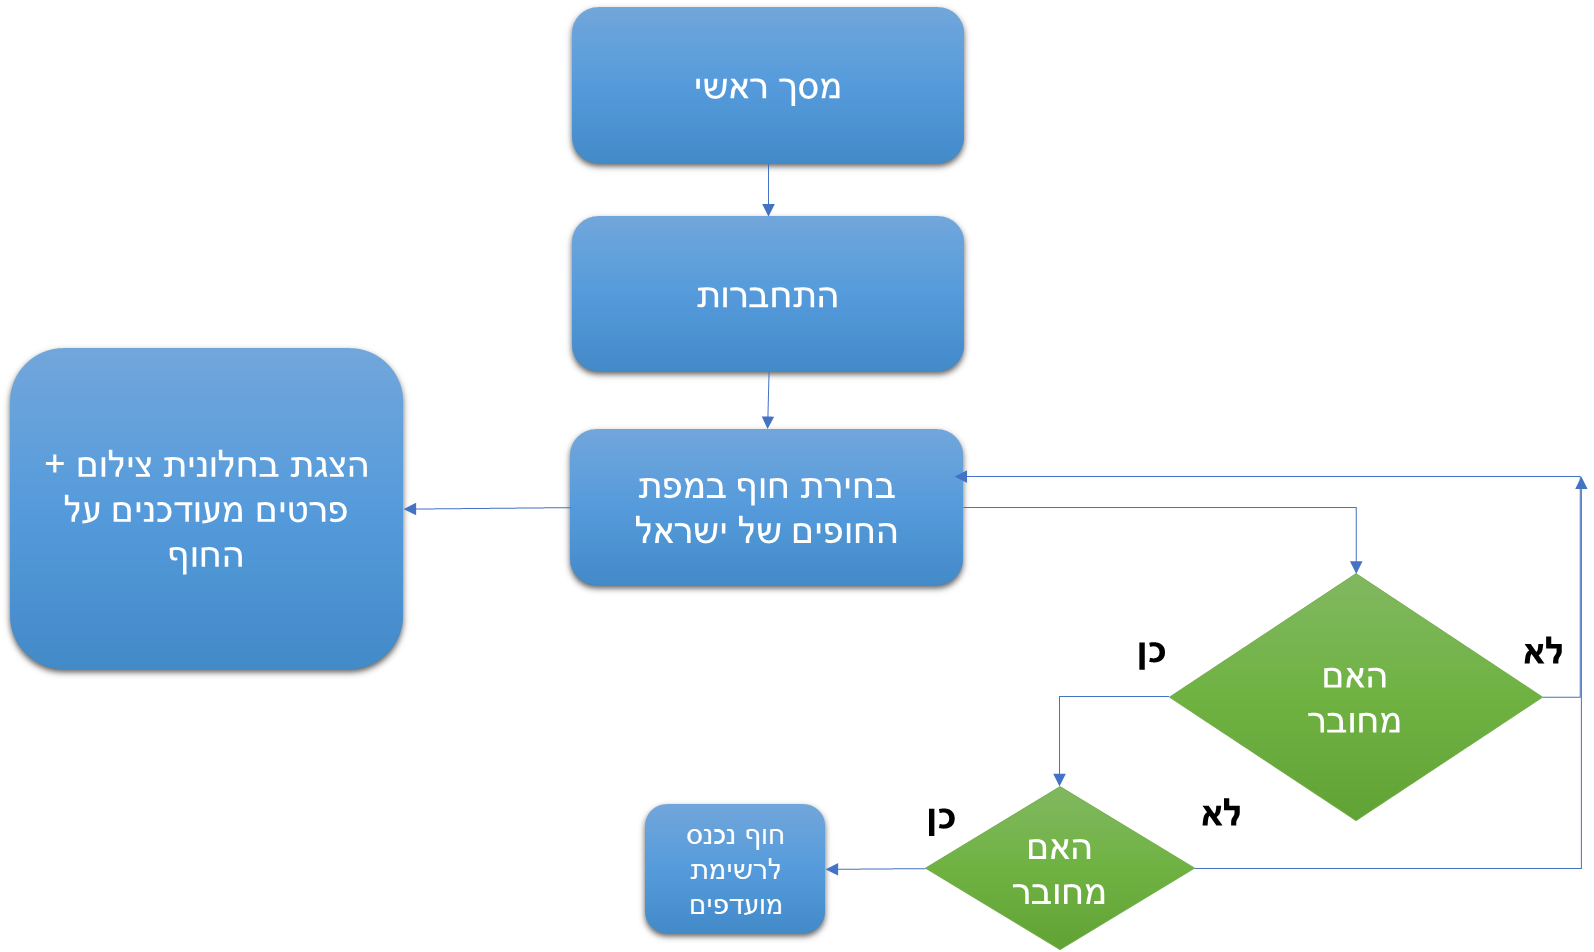 מסך ראשי
התחברות
בחירת חוף במפת
החופים של ישראל
הצגת בחלונית צילום +
פרטים מעודכנים על
החוף
האם
מחובר
כן
לא
האם
מחובר
כן
לא
חוף נכנס
לרשימת
מועדפים